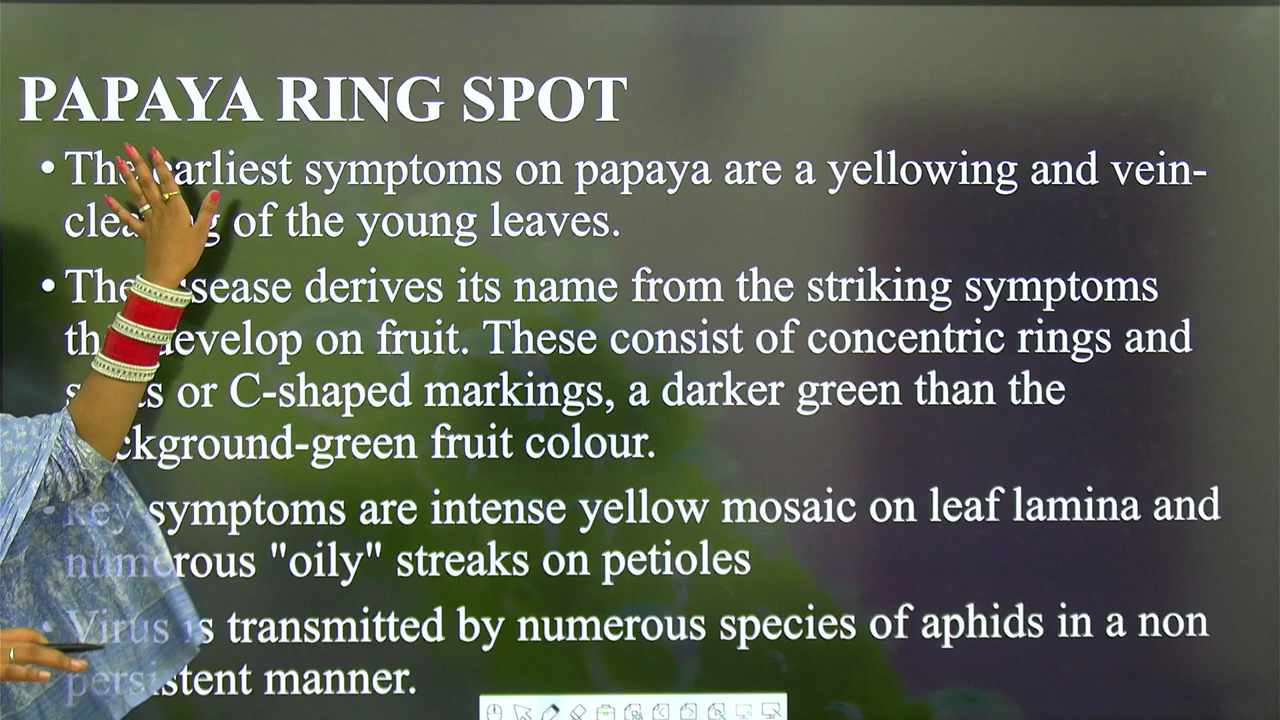 PAPAYA RING SPOT
• The earliest symptoms on papaya are a yellowing and vein-
clearing of the young leaves.
• The disease derives its name from the striking symptoms
that develop on fruit. These consist of concentric rings and
spots or C-shaped markings, a darker green than the
background-green fruit colour.
• Key symptoms are intense yellow mosaic on leaf lamina and
numerous "oily" streaks on petioles
• Virus is transmitted by numerous species of aphids in a non
persistent manner.